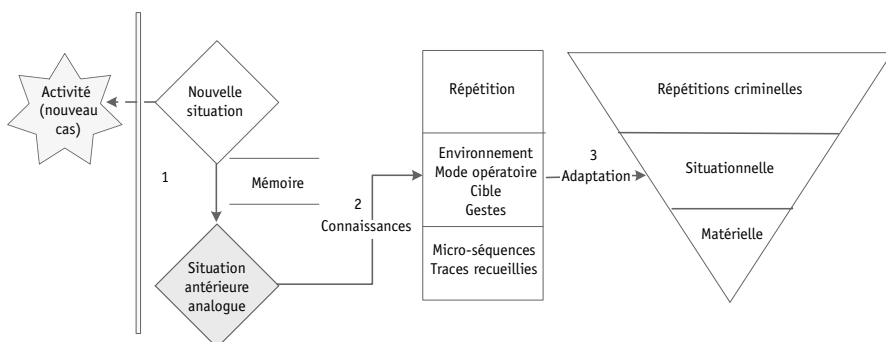 Activité
(nouveau
cas)
Nouvelle
situation
1
Mémoire
Situation
antérieure
analogue
2
Connaissances
Répétition
Environnement
Mode opératoire
Cible
Gestes
Micro-séquences
Traces recueillies
3
Adaptation
Répétitions criminelles
Situationnelle
Matérielle